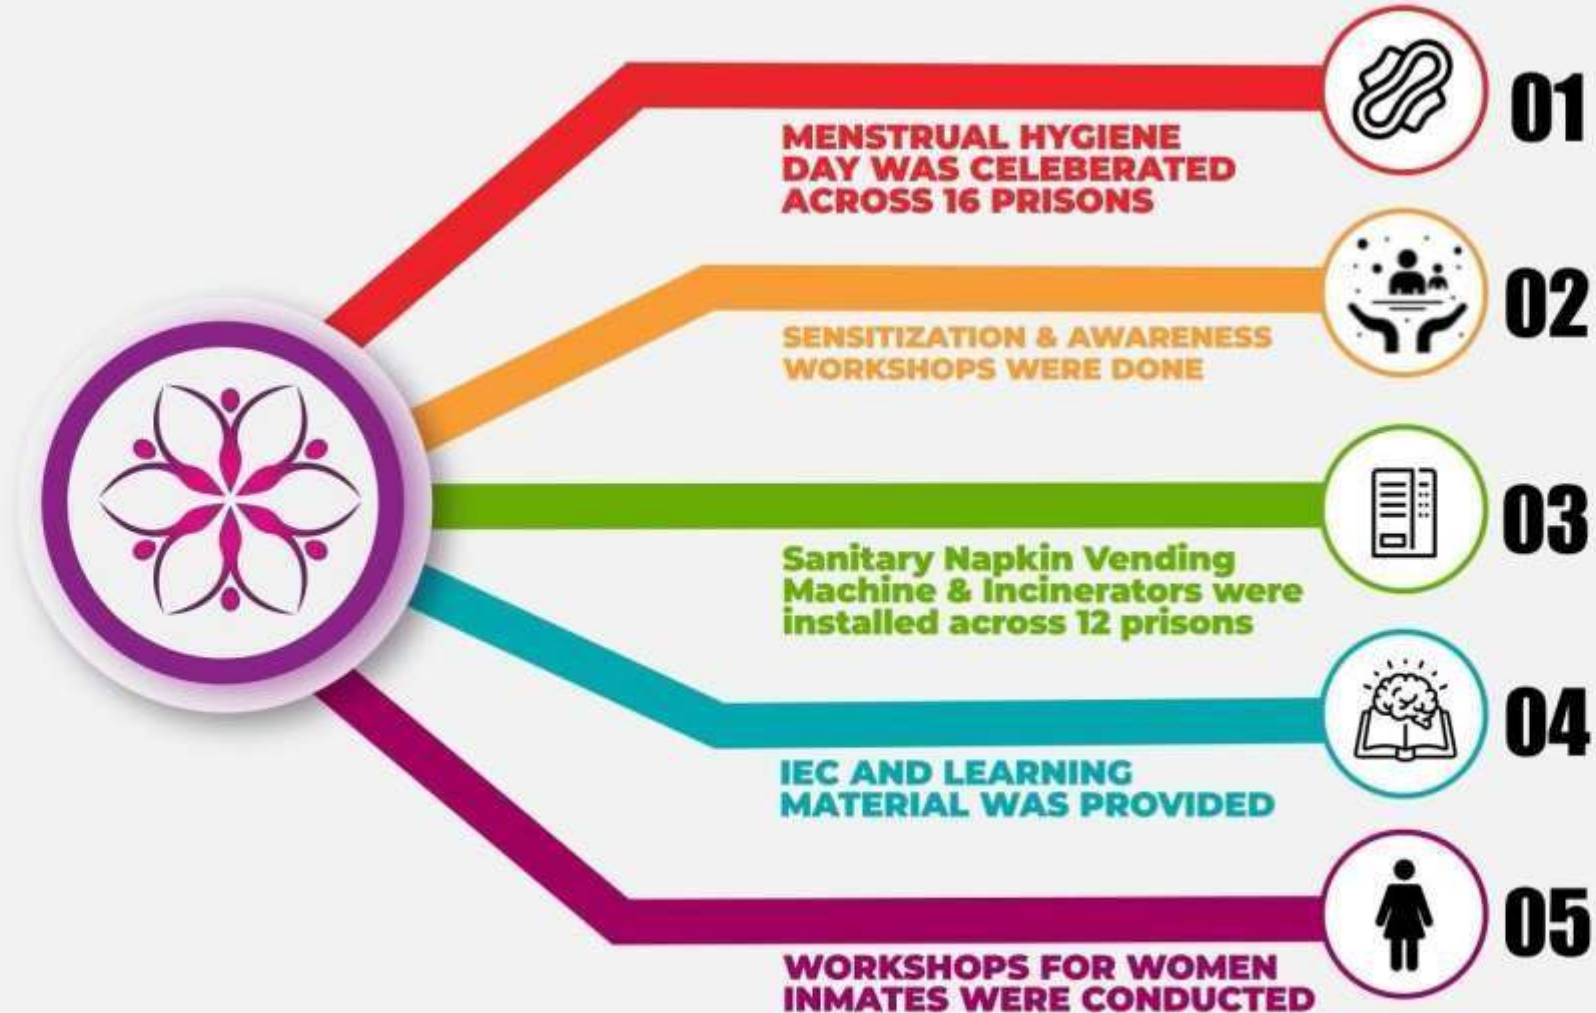 01
MENSTRUAL HYGIENE
DAY WAS CELEBERATED
ACROSS 16 PRISONS
02
SENSITIZATION & AWARENESS
WORKSHOPS WERE DONE
03
Sanitary Napkin Vending
Machine & Incinerators were
installed across 12 prisons
04
IEC AND LEARNING
MATERIAL WAS PROVIDED
05
WORKSHOPS FOR WOMEN
INMATES WERE CONDUCTED